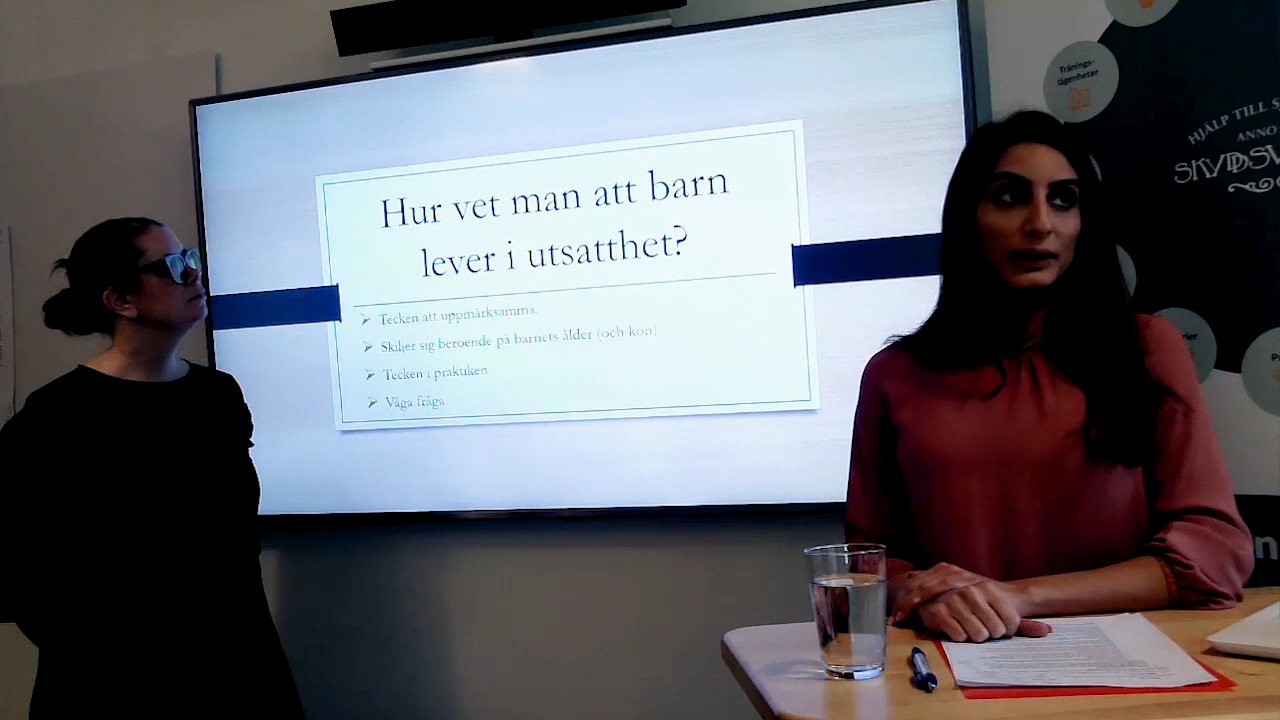 Hur vet man att barn
lever i utsatthet?
➢ Tecken att uppmärksamma.
➢ Skiljer sig beroende på barnets ålder (och kön).
➢ Tecken i praktiken
➢ Våga fråga
Tränings-
lägenheter
HJÄLP TILL
ANNO